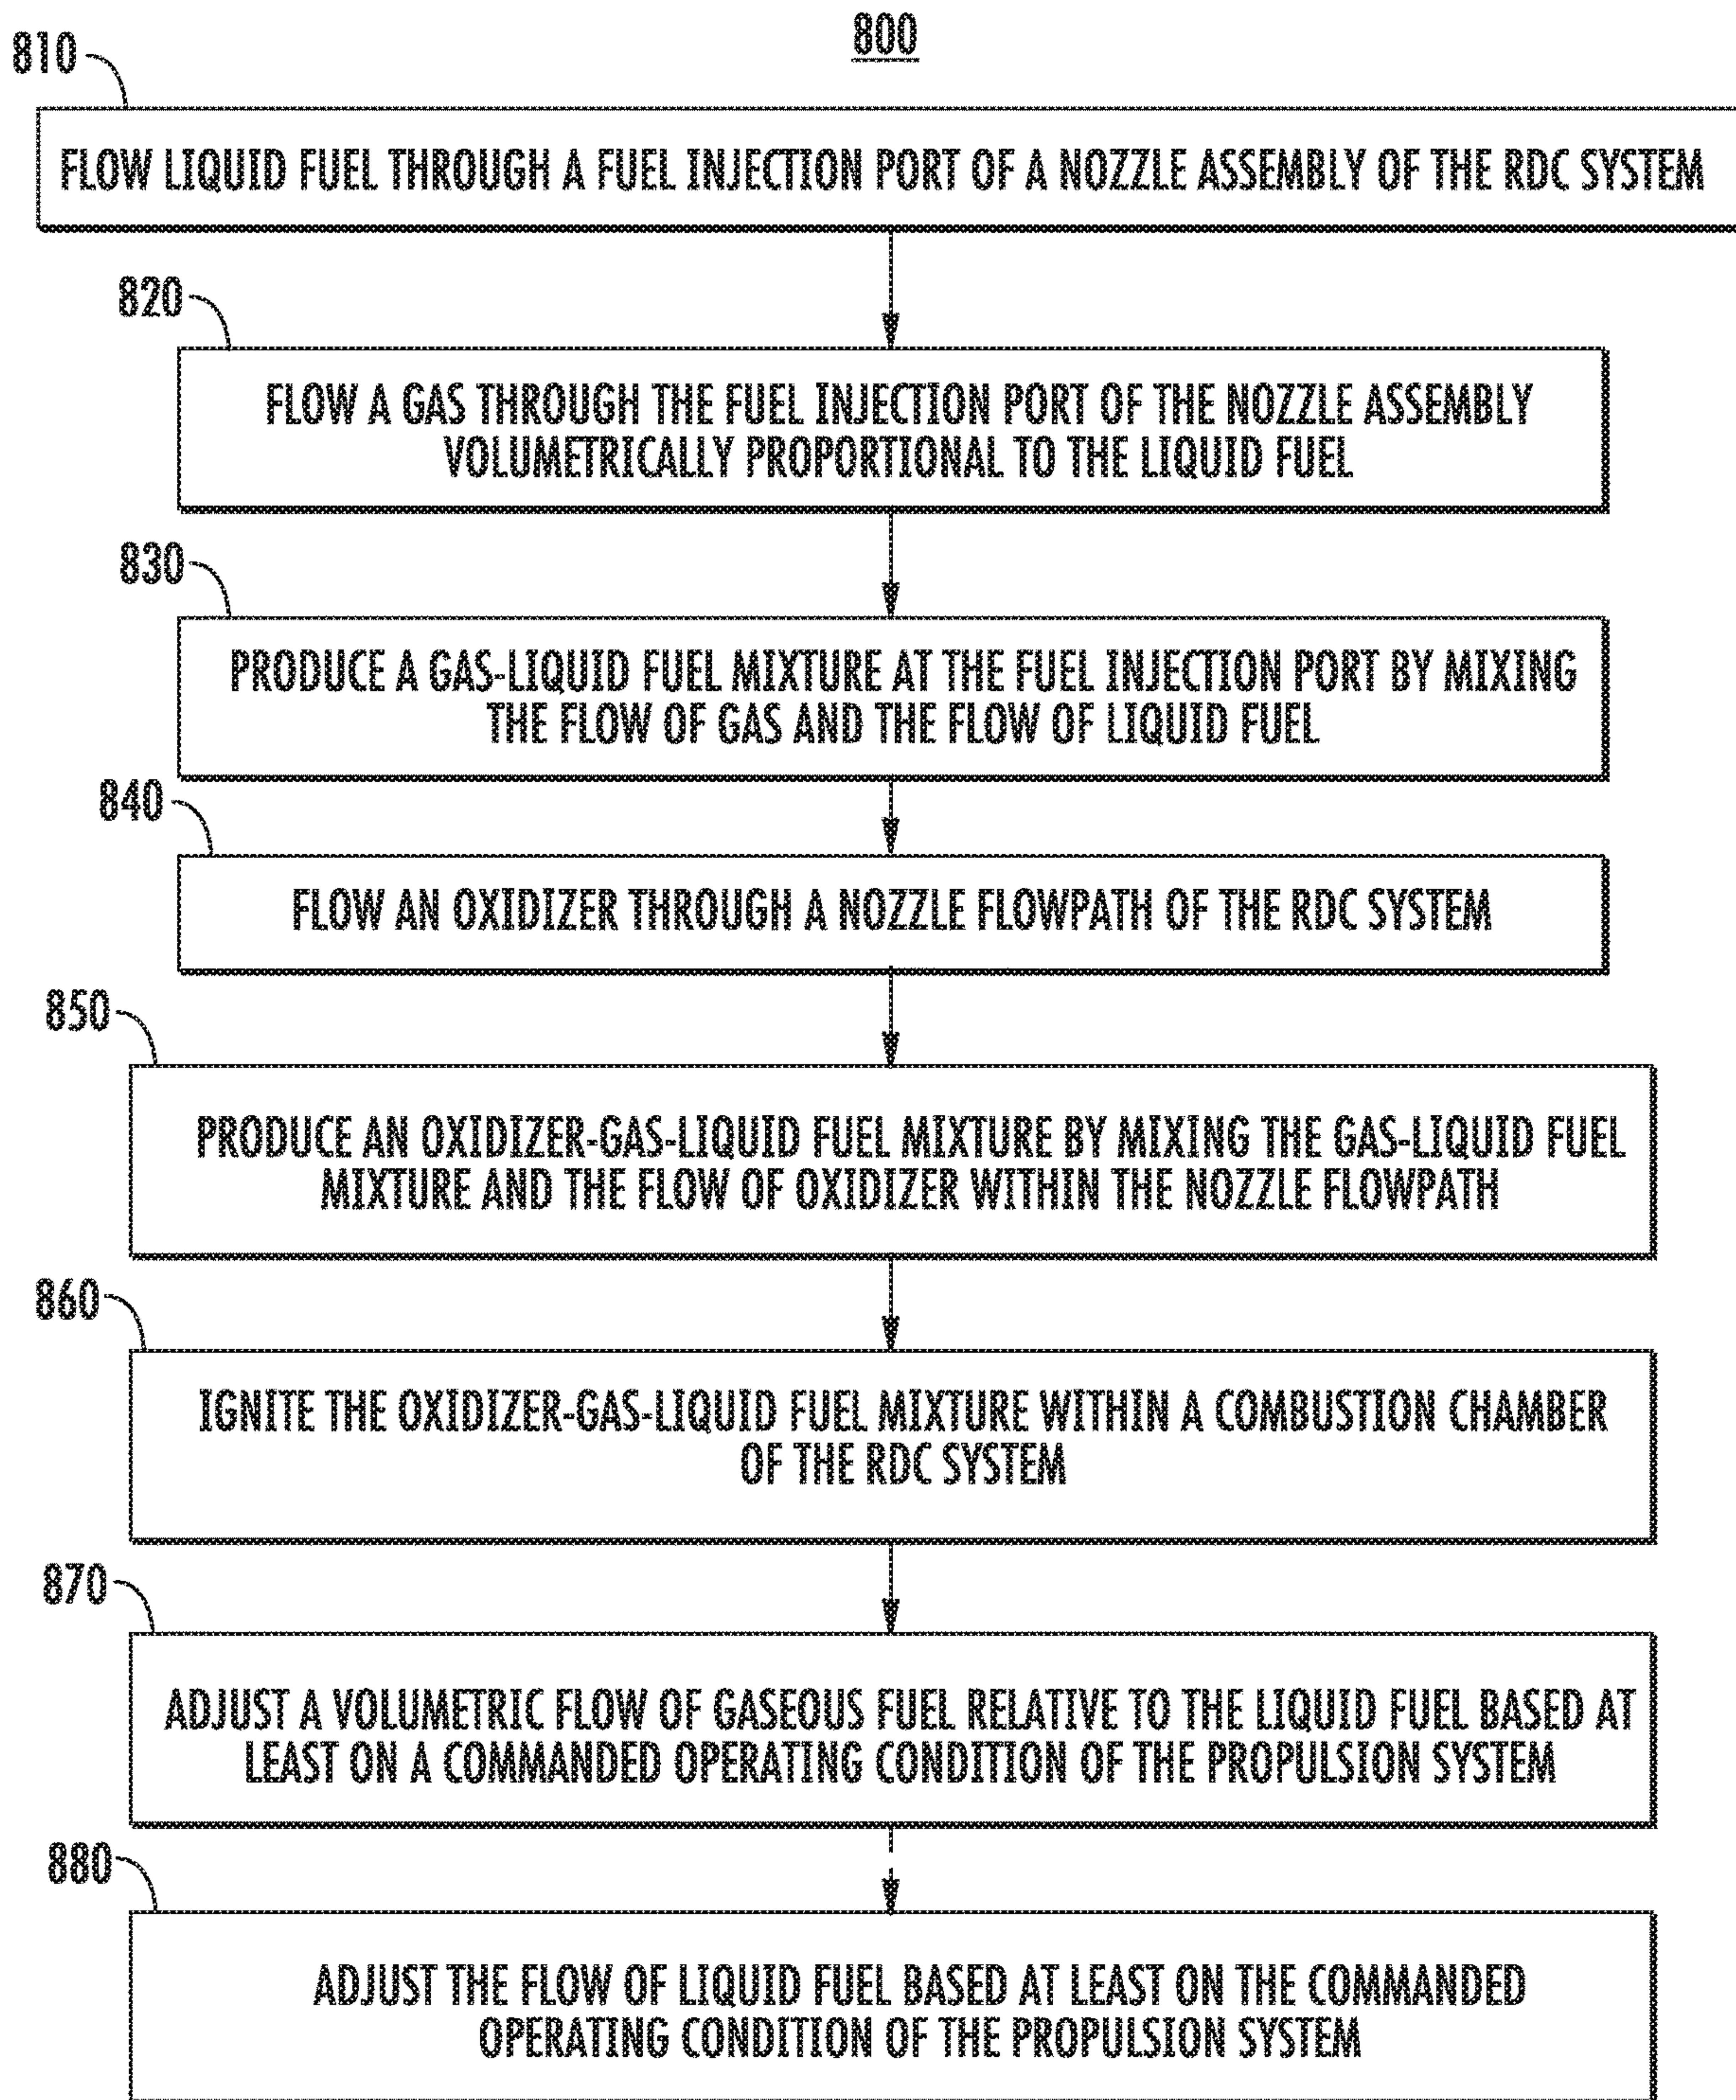 800
810
FLOW LIQUID FUEL THROUGH A FUEL INJECTION PORT OF A NOZZLE ASSEMBLY OF THE RDC SYSTEM
820
FLOW A GAS THROUGH THE FUEL INJECTION PORT OF THE NOZZLE ASSEMBLY
VOLUMETRICALLY PROPORTIONAL TO THE LIQUID FUEL
830
PRODUCE A GAS-LIQUID FUEL MIXTURE AT THE FUEL INJECTION PORT BY MIXING
THE FLOW OF GAS AND THE FLOW OF LIQUID FUEL
840
FLOW AN OXIDIZER THROUGH A NOZZLE FLOWPATH OF THE RDC SYSTEM
850
PRODUCE AN OXIDIZER-GAS-LIQUID FUEL MIXTURE BY MIXING THE GAS-LIQUID FUEL
MIXTURE AND THE FLOW OF OXIDIZER WITHIN THE NOZZLE FLOWPATH
860
IGNITE THE OXIDIZER-GAS-LIQUID FUEL MIXTURE WITHIN A COMBUSTION CHAMBER
OF THE RDC SYSTEM
870
ADJUST A VOLUMETRIC FLOW OF GASEOUS FUEL RELATIVE TO THE LIQUID FUEL BASED AT
LEAST ON A COMMANDED OPERATING CONDITION OF THE PROPULSION SYSTEM
880
ADJUST THE FLOW OF LIQUID FUEL BASED AT LEAST ON THE COMMANDED
OPERATING CONDITION OF THE PROPULSION SYSTEM